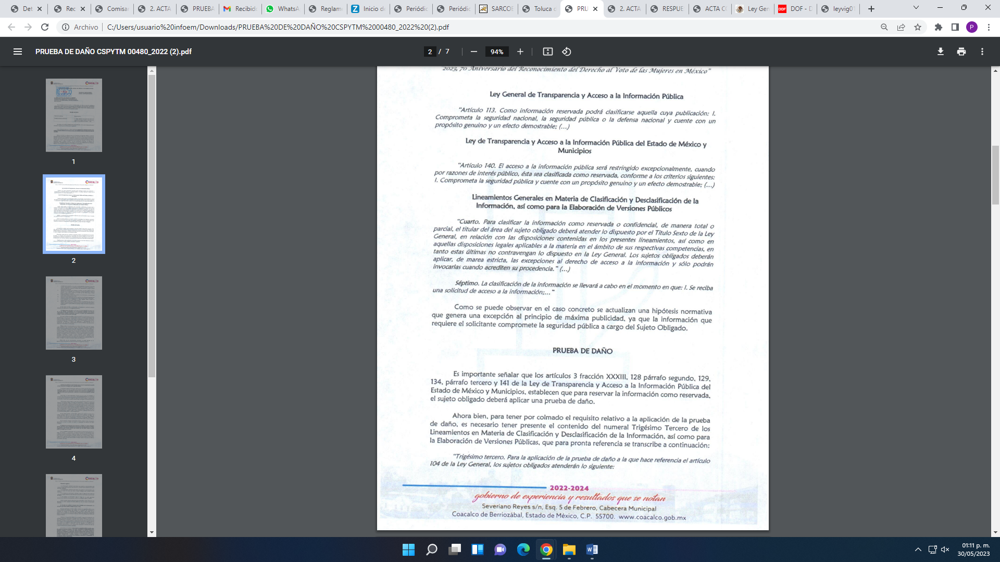 Det
Rec
Comisa
2. ACTA
PRUEBA
Recibido
WhatsA
Reglam
Inicio de
Periódic
Periódic
SARCOE
Toluca d
PRU
2. ACTA
RESPUE
ACTA CO
Ley Gen
DOF - D
leyvig01
Archivo
C:/Users/usuario%20infoem/Downloads/PRUEBA%20DE%20DAÑO%20CSPYTM%2000480_2022%20(2).pdf
P
PRUEBA DE DAÑO CSPYTM 00480_2022 (2).pdf
2 / 7
94%
1
2
3
4
2023, 70 Aniversario del Reconocimiento del Derecho al Voto de las Mujeres en México"
Ley General de Transparencia y Acceso a la Información Pública
"Artículo 113. Como información reservada podrá clasificarse aquella cuya publicación: I.
Comprometa la seguridad nacional, la seguridad pública o la defensa nacional y cuente con un
propósito genuino y un efecto demostrable; (...)
Ley de Transparencia y Acceso a la Información Pública del Estado de México y
Municipios
"Artículo 140. El acceso a la información pública será restringido excepcionalmente, cuando
por razones de interés público, ésta sea clasificada como reservada, conforme a los criterios siguientes:
I. Comprometa la seguridad pública y cuente con un propósito genuino y un efecto demostrable; (...)
Lineamientos Generales en Materia de Clasificación y Desclasificación de la
Información, así como para la Elaboración de Versiones Públicos
"Cuarto. Para clasificar la información como reservada o confidencial, de manera total o
parcial, el titular del área del sujeto obligado deberá atender lo dispuesto por el Título Sexto de la Ley
General, en relación con las disposiciones contenidas en los presentes lineamientos, así como en
aquellas disposiciones legales aplicables a la materia en el ámbito de sus respectivas competencias, en
tanto estas últimas no contravengan lo dispuesto en la Ley General. Los sujetos obligados deberán
aplicar, de marea estricta, las excepciones al derecho de acceso a la información y sólo podrán
invocarlas cuando acrediten su procedencia." (...)
Séptimo. La clasificación de la información se llevará a cabo en el momento en que: I. Se reciba
una solicitud de acceso a la información;..."
Como se puede observar en el caso concreto se actualizan una hipótesis normativa
que genera una excepción al principio de máxima publicidad, ya que la información que
requiere el solicitante compromete la seguridad pública a cargo del Sujeto Obligado.
PRUEBA DE DAÑO
Es importante señalar que los artículos 3 fracción XXXIII, 128 párrafo segundo, 129,
134, párrafo tercero y 141 de la Ley de Transparencia y Acceso a la Información Pública del
Estado de México y Municipios, establecen que para reservar la información como reservada,
el sujeto obligado deberá aplicar una prueba de daño.
Ahora bien, para tener por colmado el requisito relativo a la aplicación de la prueba
de daño, es necesario tener presente el contenido del numeral Trigésimo Tercero de los
Lineamientos en Materia de Clasificación y Desclasificación de la Información, así como para
la Elaboración de Versiones Públicas, que para pronta referencia se transcribe a continuación:
"Trigésimo tercero. Para la aplicación de la prueba de daño a la que hace referencia el artículo
104 de la Ley General, los sujetos obligados atenderán lo siguiente:
2022-2024
gobierno de experiencia y resultados que se notan
Severiano Reyes s/n, Esq. 5 de Febrero, Cabecera Municipal
Coacalco de Berriozábal, Estado de México, C.P. 55700. www.coacalco.gob.mx
01:11 p. m.
30/05/2023